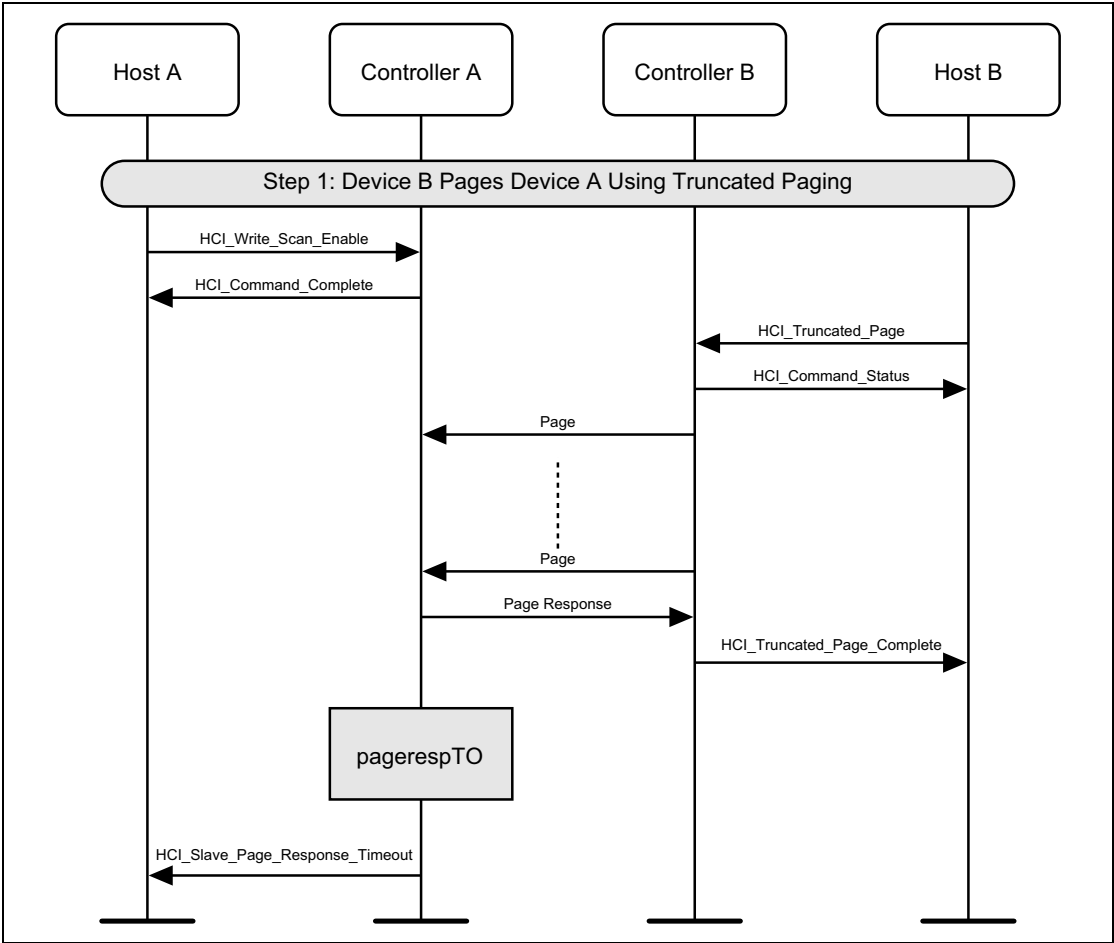 Host A
Controller A
Controller B
Host B
Step 1: Device B Pages Device A Using Truncated Paging
HCI_Write_Scan_Enable
HCI_Command_Complete
HCI_Truncated_Page
HCI_Command_Status
Page
Page
Page Response
HCI_Truncated_Page_Complete
pagerespTO
HCI_Slave_Page_Response_Timeout